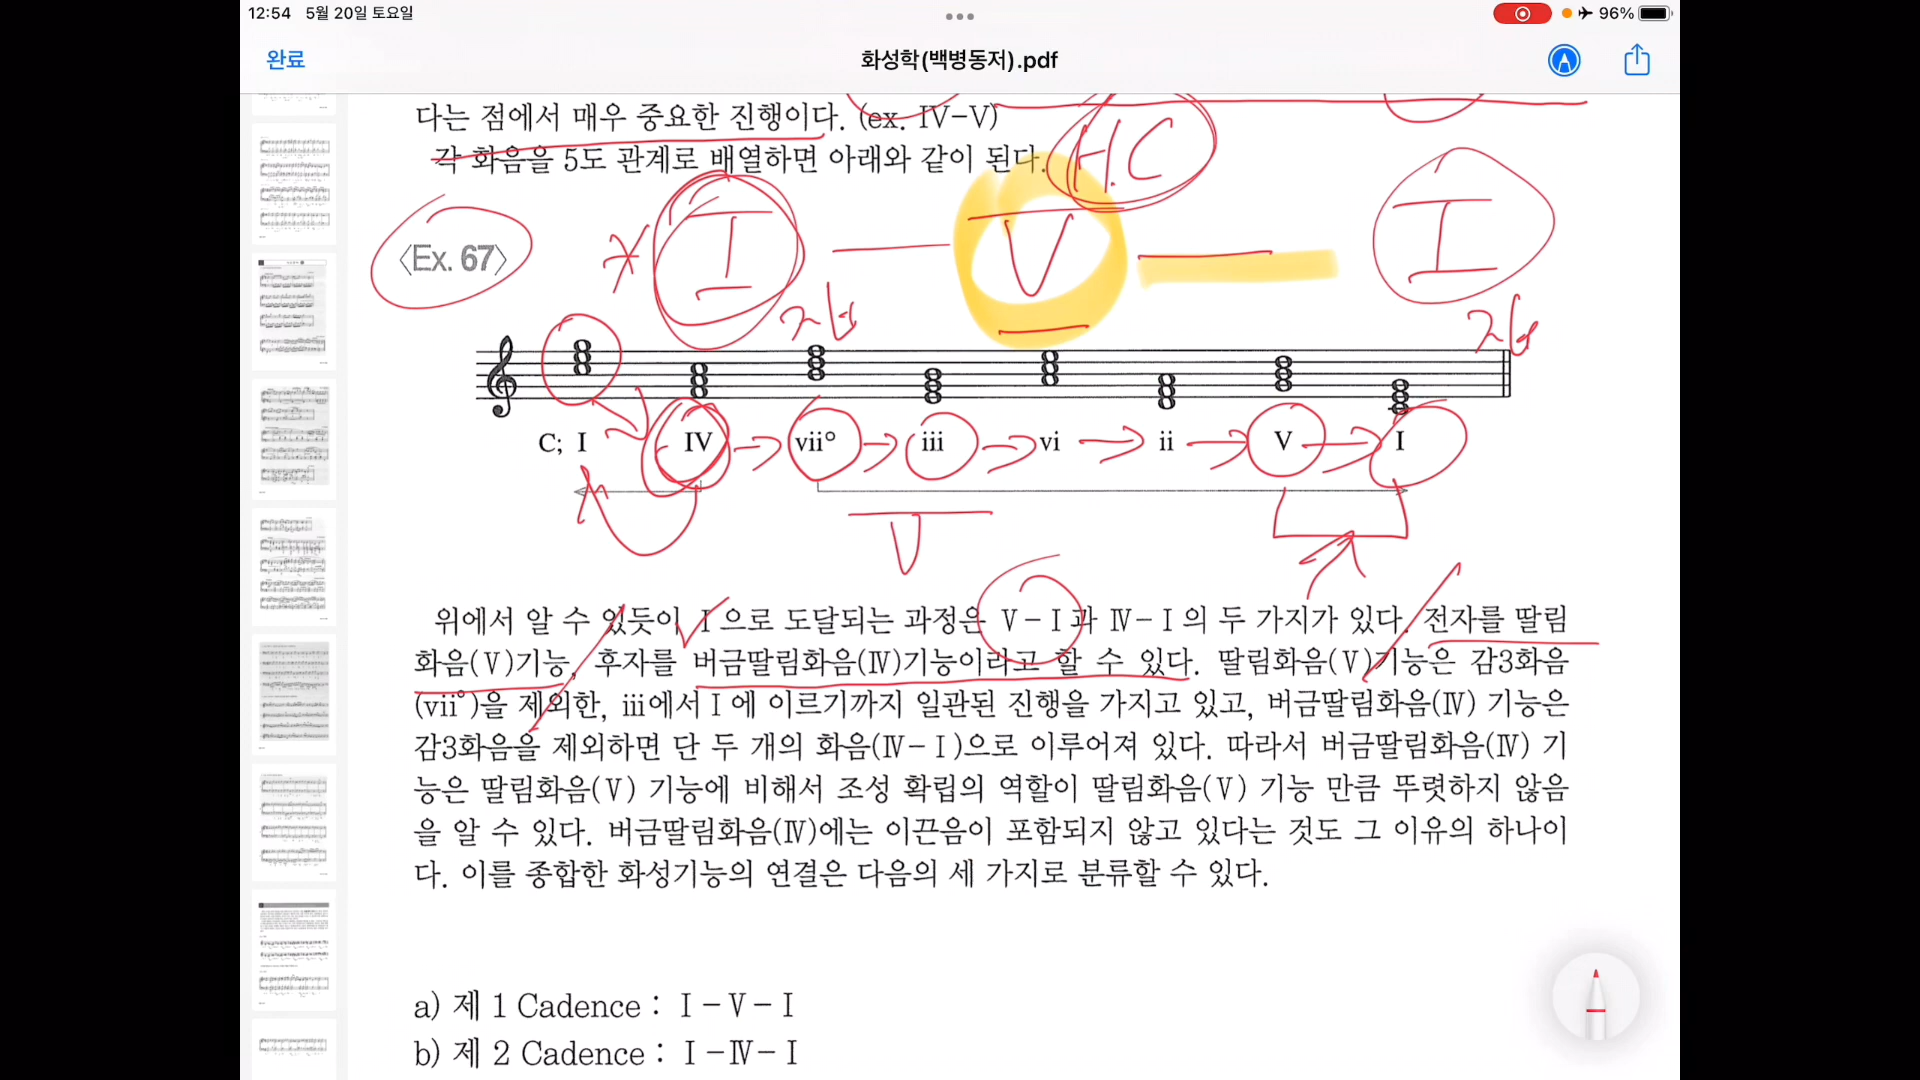 12:54 5월 20일 토요일
96%
완료
화성학(백병동저).pdf
다는 점에서 매우 중요한 진행이다. (ex. IV-V)
각 화음을 5도 관계로 배열하면 아래와 같이 된다.
H.C
〈Ex. 67〉
I V I
C; I IV vii° iii vi ii V I
V
위에서 알 수 있듯이 I 으로 도달되는 과정은 V-I과 IV-I의 두 가지가 있다. 전자를 딸림
화음(V)기능, 후자를 버금딸림화음(IV)기능이라고 할 수 있다. 딸림화음(V)기능은 감3화음
(vii°)을 제외한, iii에서 I에 이르기까지 일관된 진행을 가지고 있고, 버금딸림화음(IV) 기능은
감3화음을 제외하면 단 두 개의 화음(IV-I)으로 이루어져 있다. 따라서 버금딸림화음(IV) 기
능은 딸림화음(V) 기능에 비해서 조성 확립의 역할이 딸림화음(V) 기능 만큼 뚜렷하지 않음
을 알 수 있다. 버금딸림화음(IV)에는 이끈음이 포함되지 않고 있다는 것도 그 이유의 하나이
다. 이를 종합한 화성기능의 연결은 다음의 세 가지로 분류할 수 있다.
a) 제 1 Cadence : I-V-I
b) 제 2 Cadence : I-IV-I